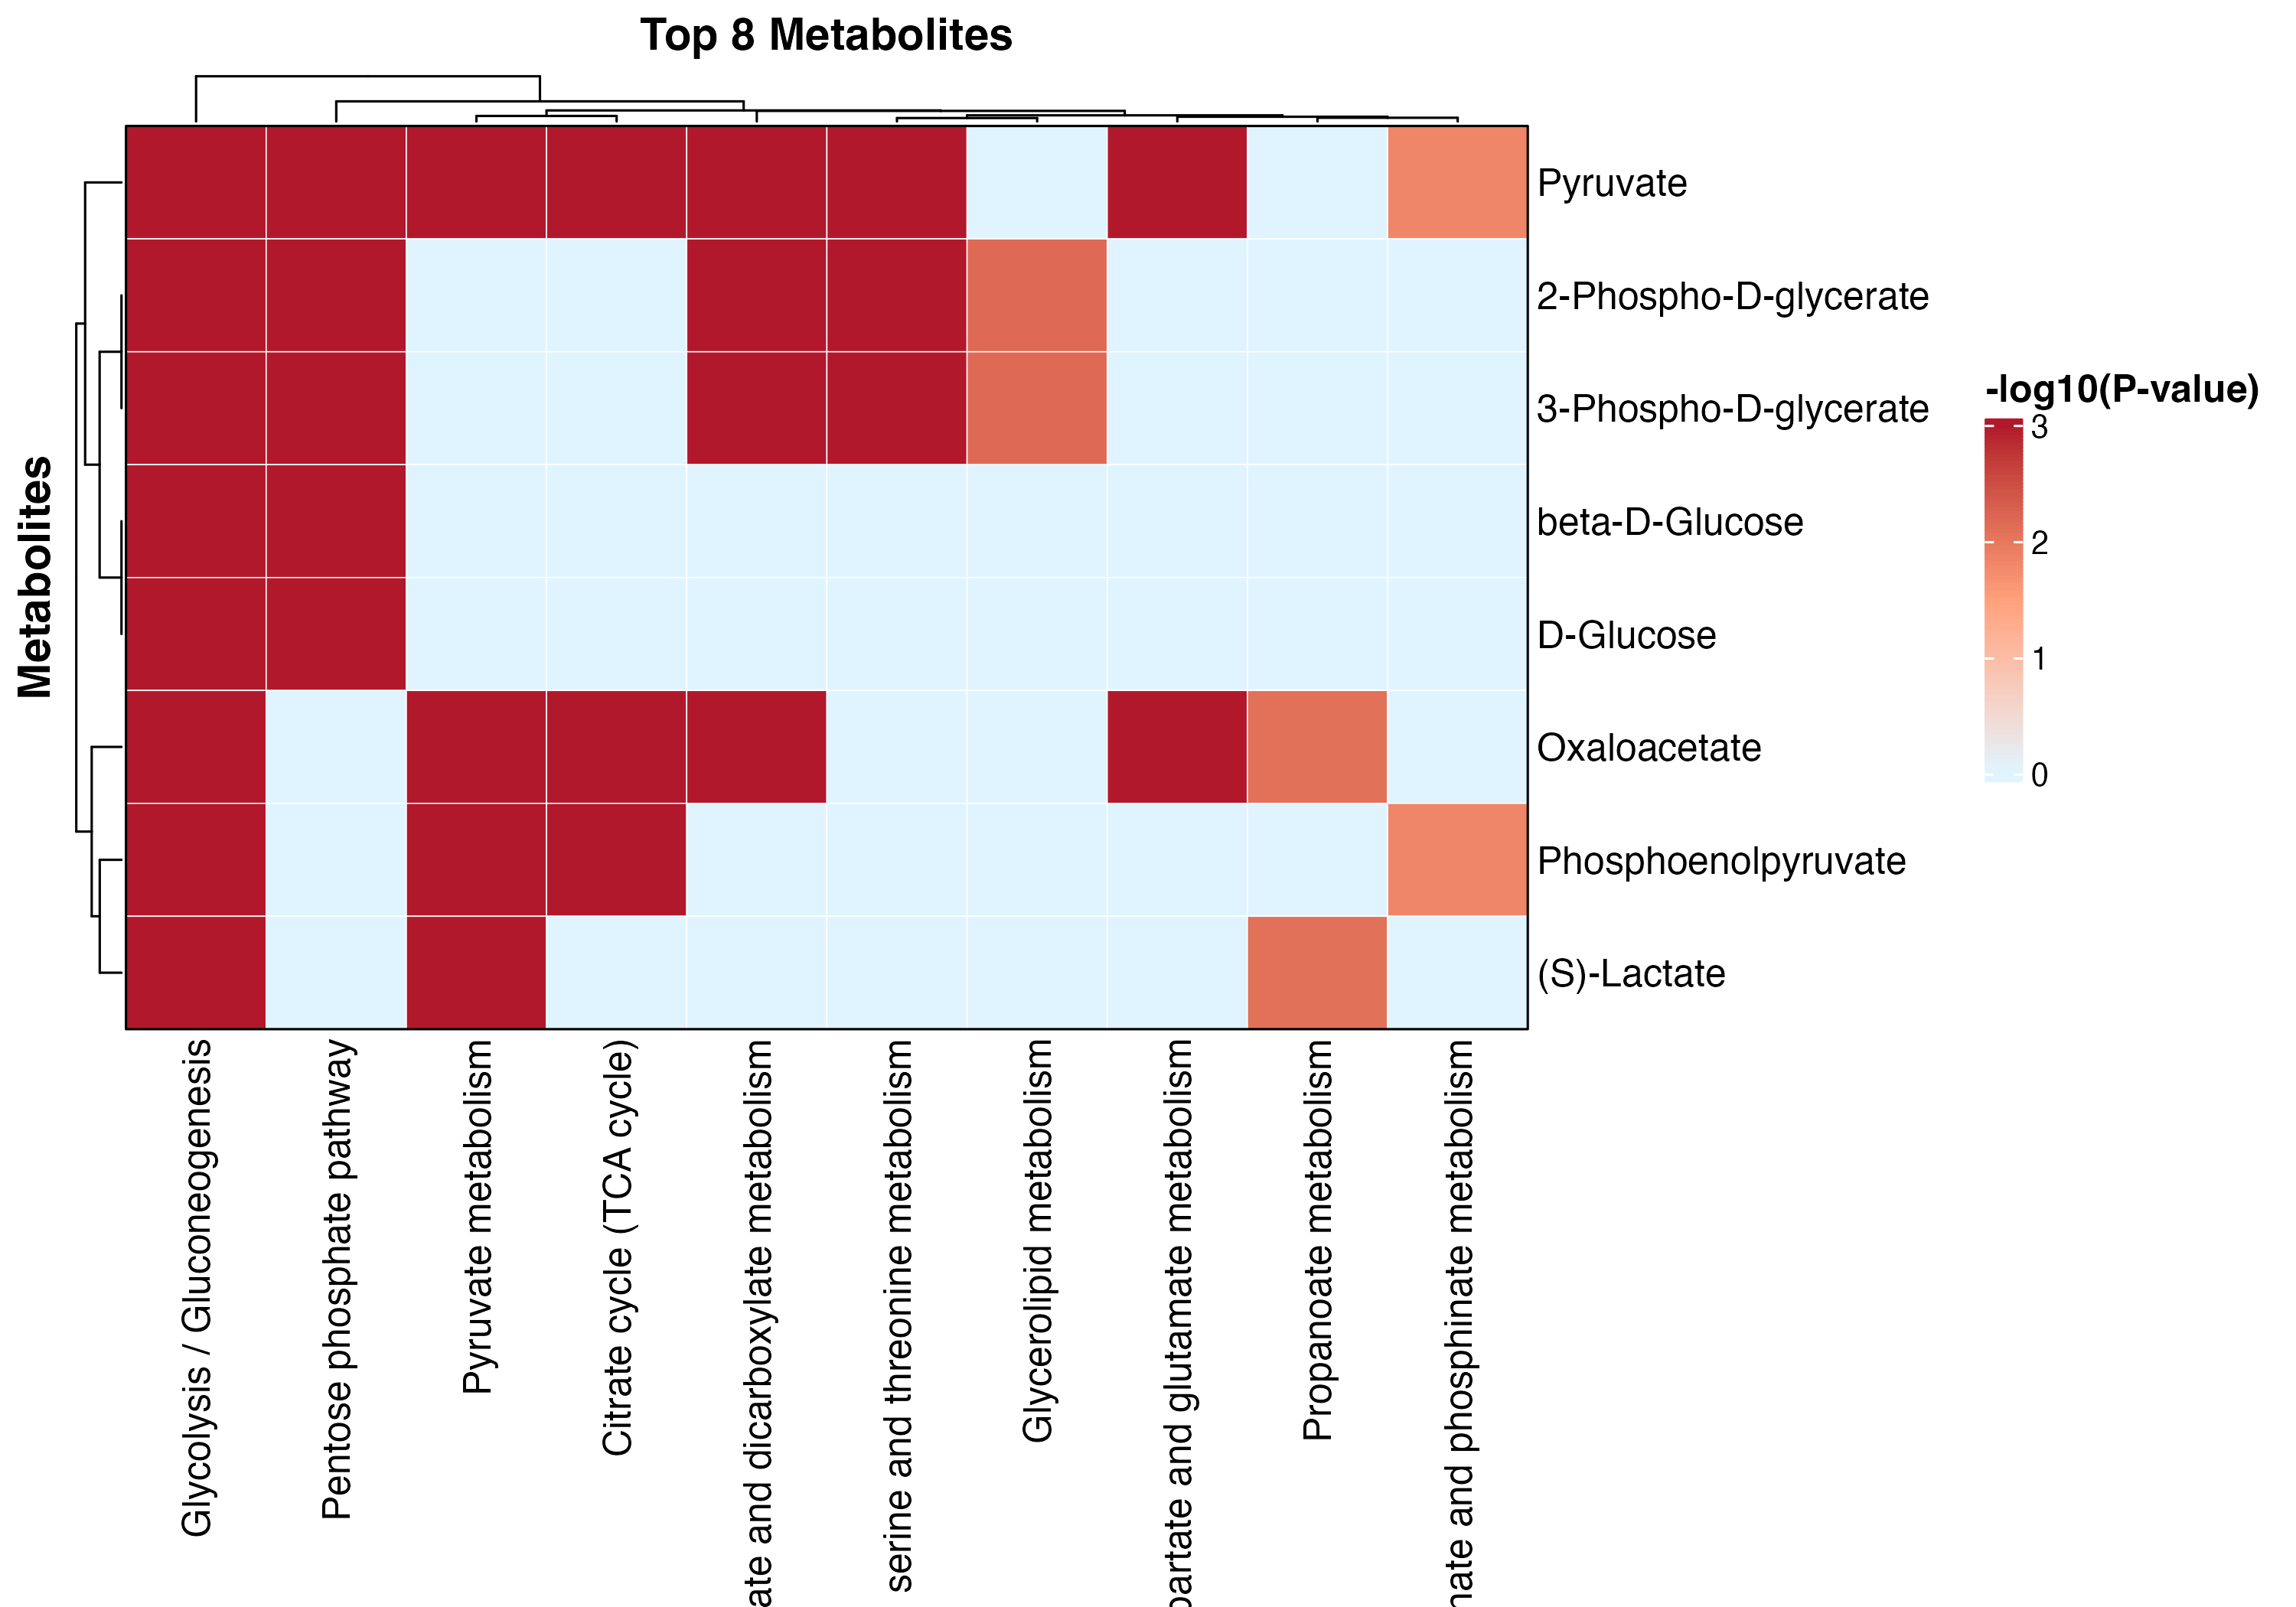 Top 8 Metabolites
Metabolites
Pyruvate
2-Phospho-D-glycerate
3-Phospho-D-glycerate
beta-D-Glucose
D-Glucose
Oxaloacetate
Phosphoenolpyruvate
(S)-Lactate
-log10(P-value)
3
2
1
0
Glycolysis / Gluconeogenesis
Pentose phosphate pathway
Pyruvate metabolism
Citrate cycle (TCA cycle)
ate and dicarboxylate metabolism
serine and threonine metabolism
Glycerolipid metabolism
partate and glutamate metabolism
Propanoate metabolism
nate and phosphinate metabolism